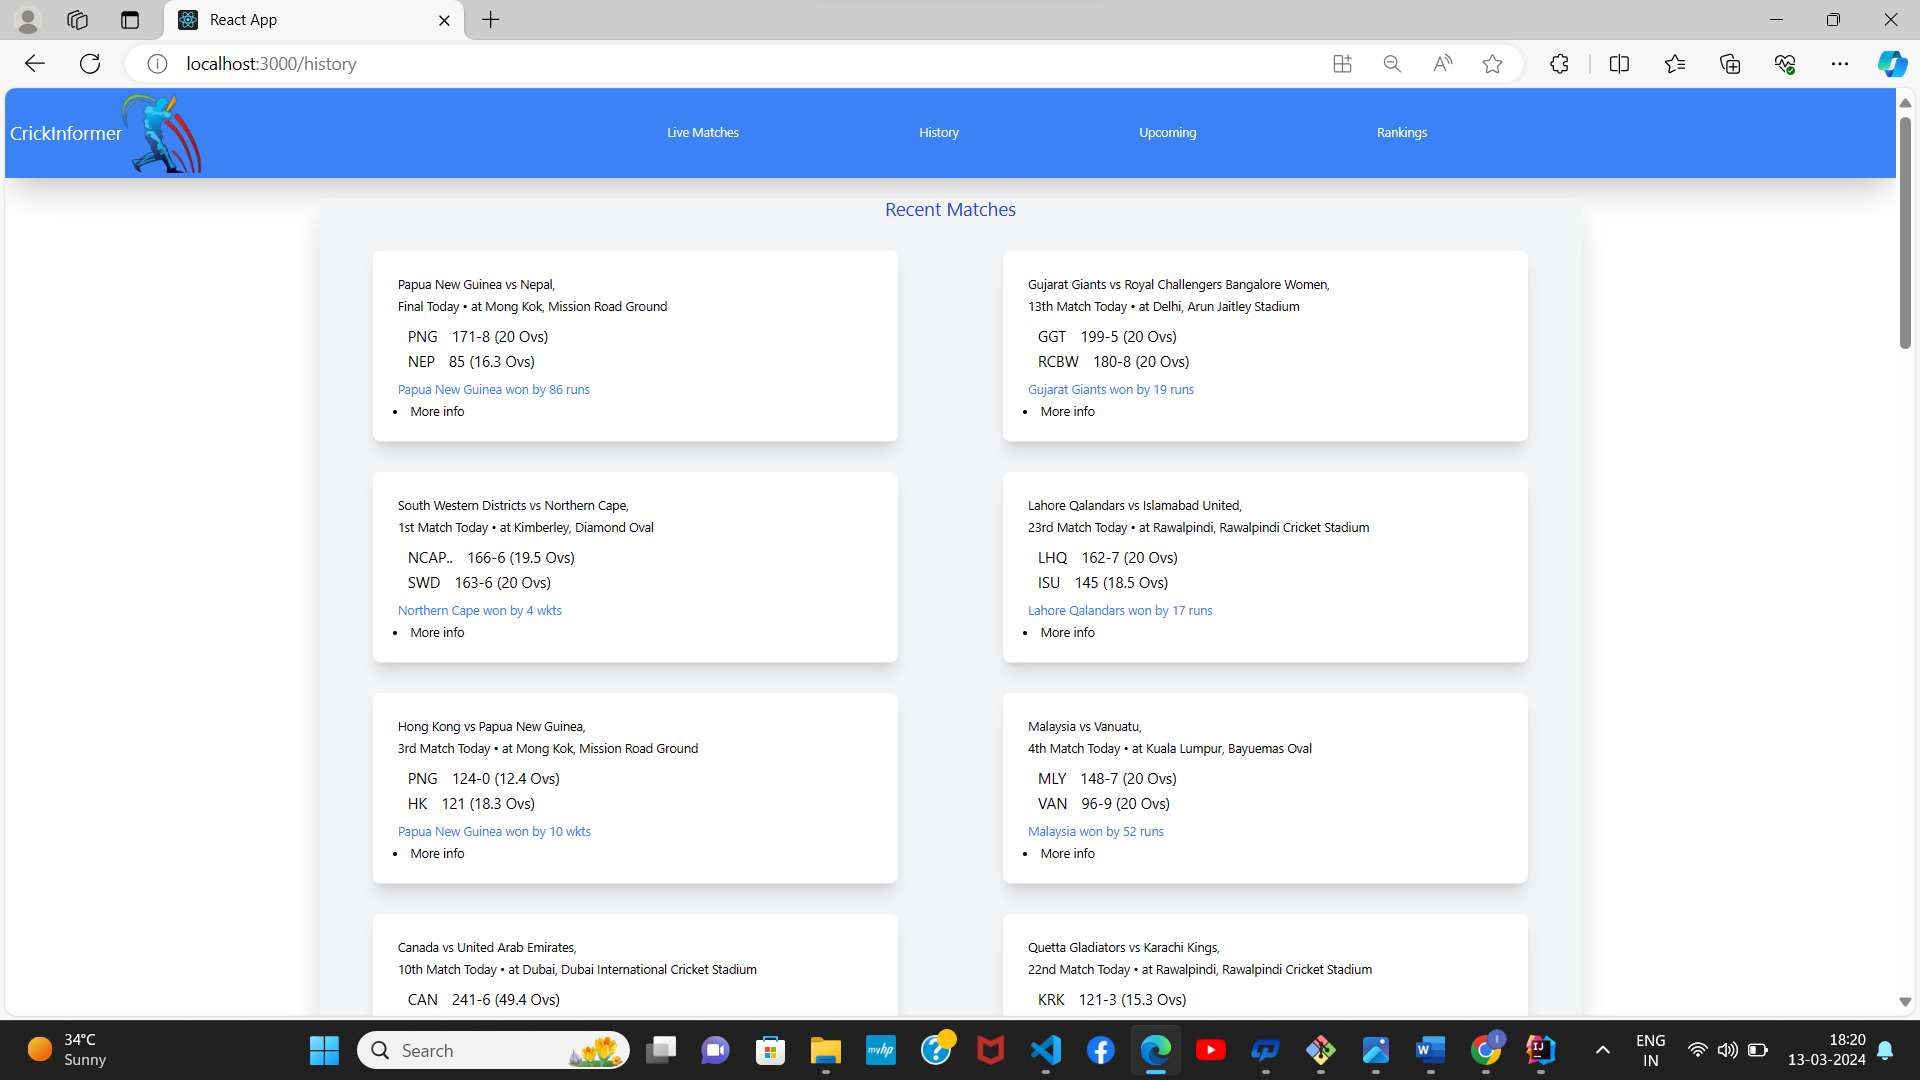 React App
localhost:3000/history
CrickInformer
Live Matches
History
Upcoming
Rankings
Recent Matches
Papua New Guinea vs Nepal,
Final Today • at Mong Kok, Mission Road Ground
PNG 171-8 (20 Ovs)
NEP 85 (16.3 Ovs)
Papua New Guinea won by 86 runs
• More info
Gujarat Giants vs Royal Challengers Bangalore Women,
13th Match Today • at Delhi, Arun Jaitley Stadium
GGT 199-5 (20 Ovs)
RCBW 180-8 (20 Ovs)
Gujarat Giants won by 19 runs
• More info
South Western Districts vs Northern Cape,
1st Match Today • at Kimberley, Diamond Oval
NCAP.. 166-6 (19.5 Ovs)
SWD 163-6 (20 Ovs)
Northern Cape won by 4 wkts
• More info
Lahore Qalandars vs Islamabad United,
23rd Match Today • at Rawalpindi, Rawalpindi Cricket Stadium
LHQ 162-7 (20 Ovs)
ISU 145 (18.5 Ovs)
Lahore Qalandars won by 17 runs
• More info
Hong Kong vs Papua New Guinea,
3rd Match Today • at Mong Kok, Mission Road Ground
PNG 124-0 (12.4 Ovs)
HK 121 (18.3 Ovs)
Papua New Guinea won by 10 wkts
• More info
Malaysia vs Vanuatu,
4th Match Today • at Kuala Lumpur, Bayuemas Oval
MLY 148-7 (20 Ovs)
VAN 96-9 (20 Ovs)
Malaysia won by 52 runs
• More info
Canada vs United Arab Emirates,
10th Match Today • at Dubai, Dubai International Cricket Stadium
CAN 241-6 (49.4 Ovs)
Quetta Gladiators vs Karachi Kings,
22nd Match Today • at Rawalpindi, Rawalpindi Cricket Stadium
KRK 121-3 (15.3 Ovs)
34°C
Sunny
Search
myhp
ENG
IN
18:20
13-03-2024